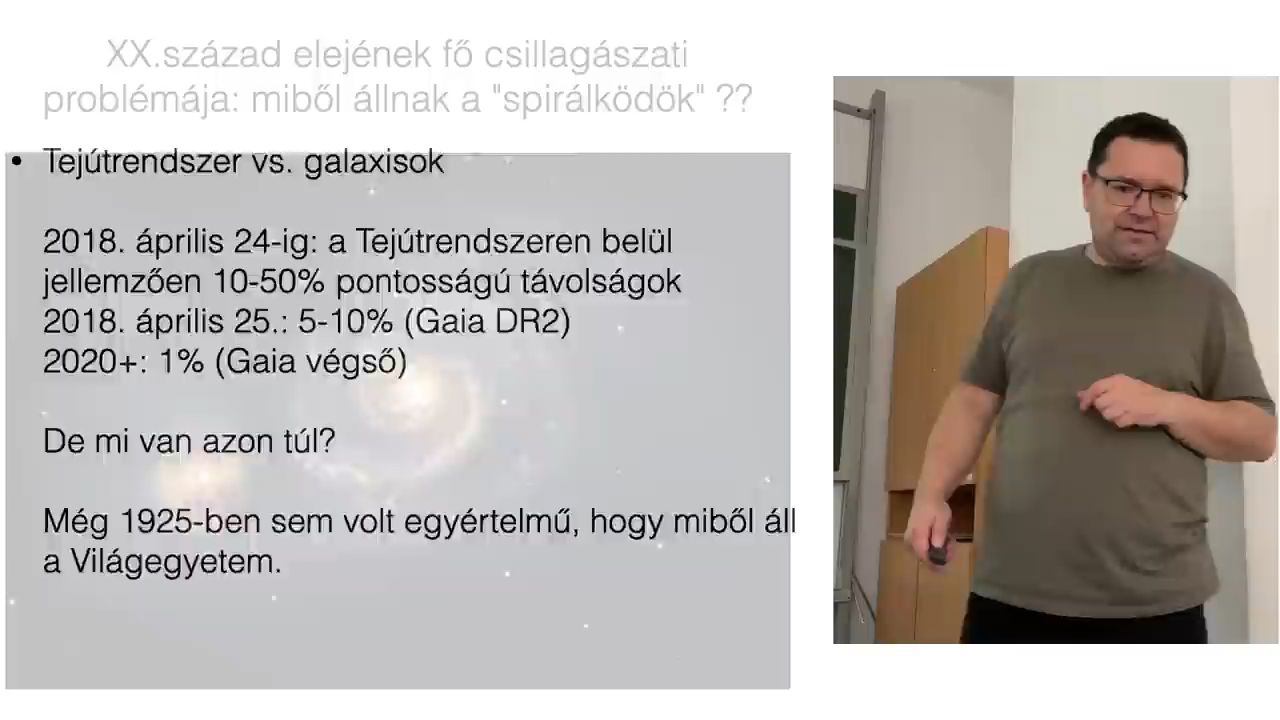 XX.század elejének fő csillagászati
problémája: miből állnak a "spirálködök" ??
• Tejútrendszer vs. galaxisok
2018. április 24-ig: a Tejútrendszeren belül
jellemzően 10-50% pontosságú távolságok
2018. április 25.: 5-10% (Gaia DR2)
2020+: 1% (Gaia végső)
De mi van azon túl?
Még 1925-ben sem volt egyértelmű, hogy miből áll
a Világegyetem.